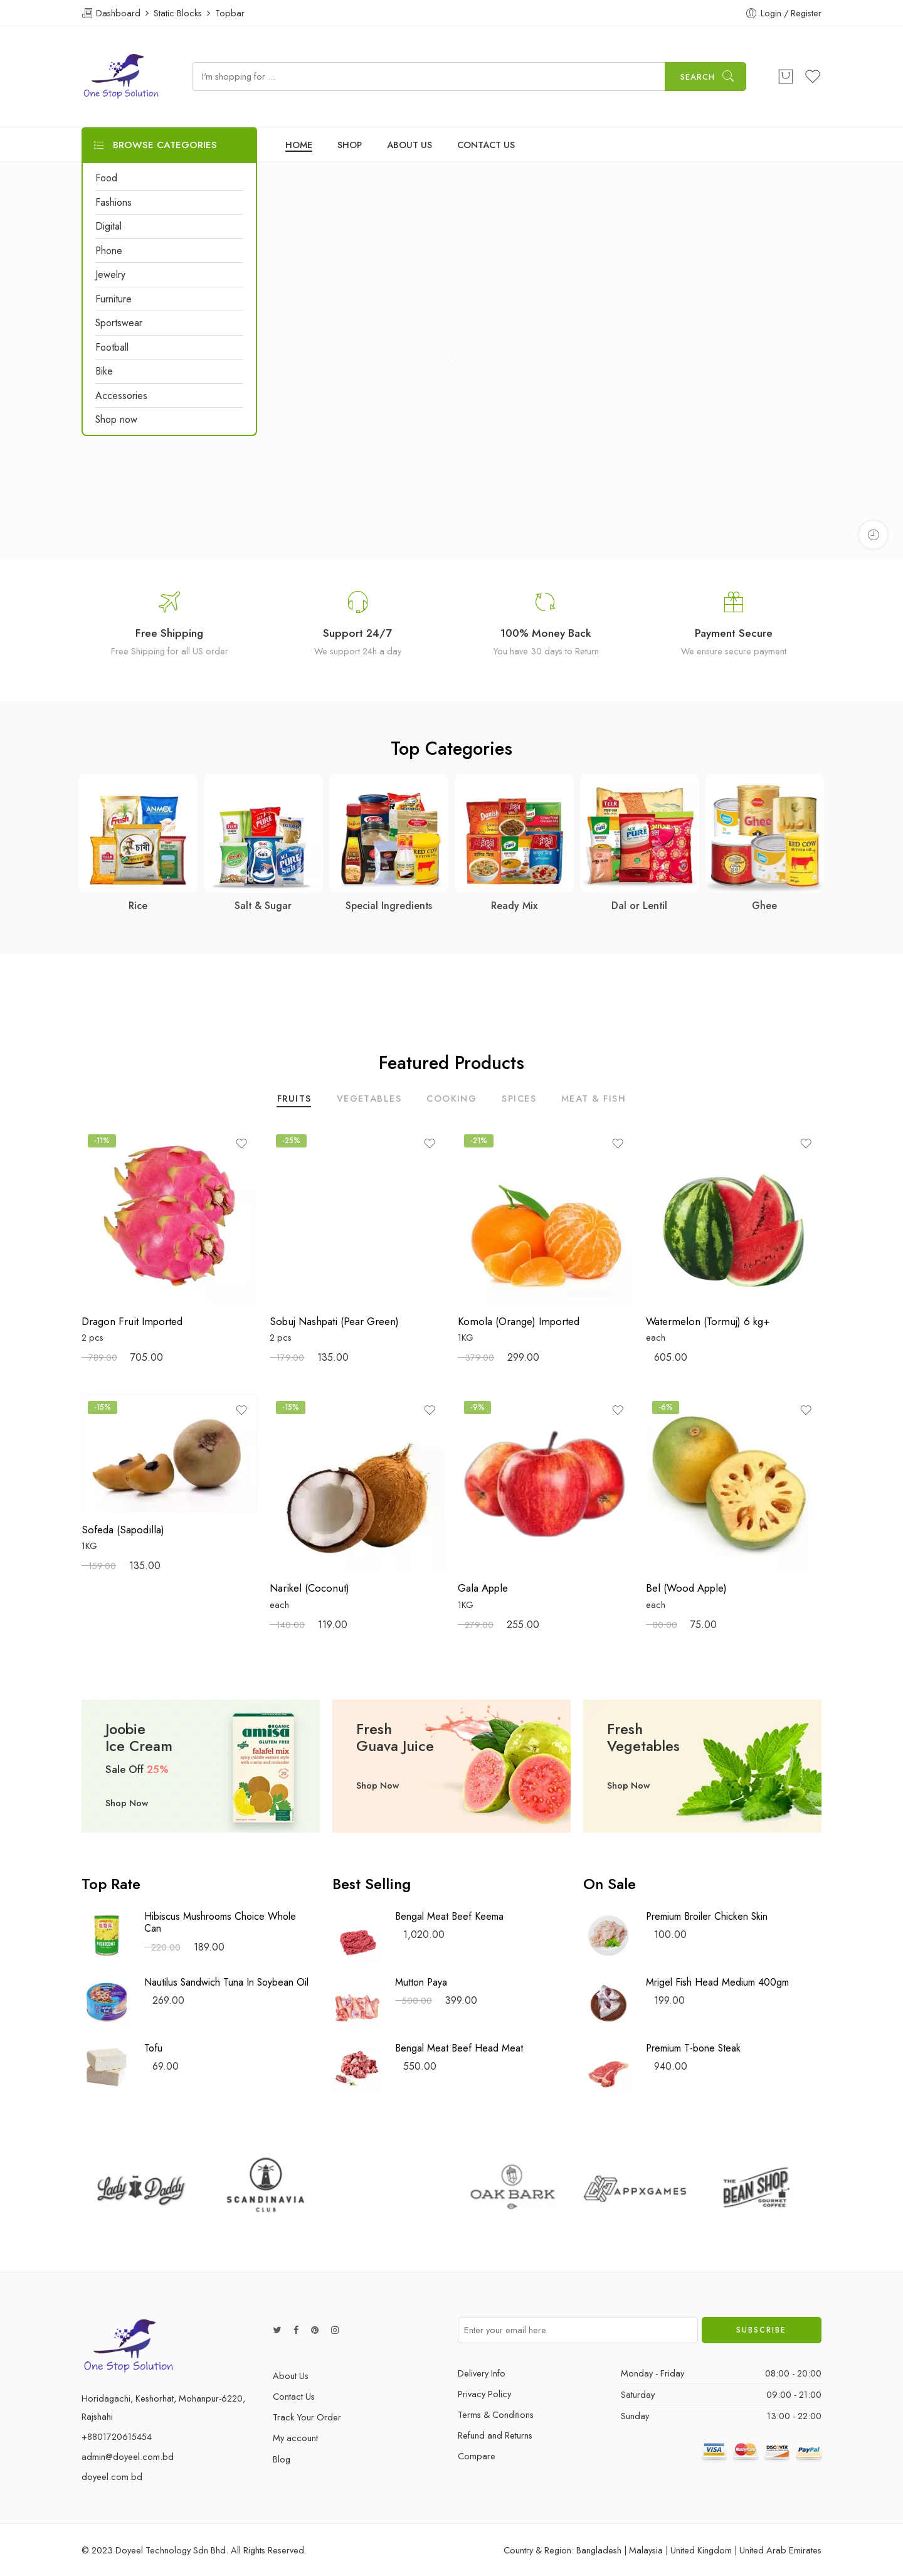 Dashboard > Static Blocks > Topbar
Login / Register
One Stop Solution
I'm shopping for ...
SEARCH
BROWSE CATEGORIES
HOME
SHOP
ABOUT US
CONTACT US
Food
Fashions
Digital
Phone
Jewelry
Furniture
Sportswear
Football
Bike
Accessories
Shop now
Free Shipping
Free Shipping for all US order
Support 24/7
We support 24h a day
100% Money Back
You have 30 days to Return
Payment Secure
We ensure secure payment
Top Categories
Rice
Salt & Sugar
Special Ingredients
Ready Mix
Dal or Lentil
Ghee
Featured Products
FRUITS
VEGETABLES
COOKING
SPICES
MEAT & FISH
-11%
Dragon Fruit Imported
2 pcs
789.00 705.00
-25%
Sobuj Nashpati (Pear Green)
2 pcs
179.00 135.00
-21%
Komola (Orange) Imported
1KG
379.00 299.00
Watermelon (Tormuj) 6 kg+
each
605.00
-15%
Sofeda (Sapodilla)
1KG
159.00 135.00
-15%
Narikel (Coconut)
each
140.00 119.00
-9%
Gala Apple
1KG
279.00 255.00
-6%
Bel (Wood Apple)
each
80.00 75.00
Joobie
Ice Cream
Sale Off 25%
Shop Now
ORGANIC
amisa
GLUTEN FREE
falafel mix
Fresh
Guava Juice
Shop Now
Fresh
Vegetables
Shop Now
Top Rate
Hibiscus Mushrooms Choice Whole
Can
220.00 189.00
Nautilus Sandwich Tuna In Soybean Oil
269.00
Tofu
69.00
Best Selling
Bengal Meat Beef Keema
1,020.00
Mutton Paya
500.00 399.00
Bengal Meat Beef Head Meat
550.00
On Sale
Premium Broiler Chicken Skin
100.00
Mrigel Fish Head Medium 400gm
199.00
Premium T-bone Steak
940.00
Lady Daddy
SCANDINAVIA
CLUB
OAK BARK
APPXGAMES
THE
BEAN SHOP
GOURMET
COFFEE
One Stop Solution
Horidagachi, Keshorhat, Mohanpur-6220,
Rajshahi
+8801720615454
admin@doyeel.com.bd
doyeel.com.bd
About Us
Contact Us
Track Your Order
My account
Blog
Enter your email here
SUBSCRIBE
Delivery Info
Privacy Policy
Terms & Conditions
Refund and Returns
Compare
Monday - Friday 08:00 - 20:00
Saturday 09:00 - 21:00
Sunday 13:00 - 22:00
VISA
MasterCard
DISCOVER
PayPal
© 2023 Doyeel Technology Sdn Bhd. All Rights Reserved.
Country & Region: Bangladesh | Malaysia | United Kingdom | United Arab Emirates